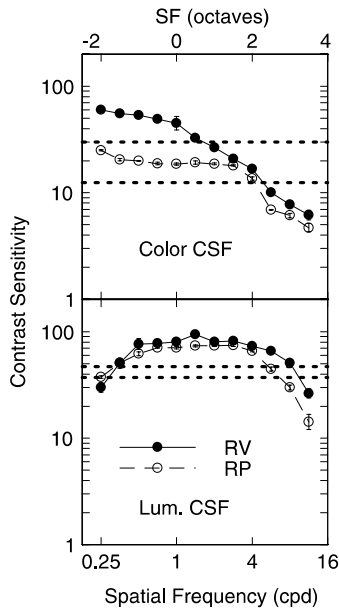 SF (octaves)
-2 0 2 4
100
10
Color CSF
1
Contrast Sensitivity
100
10
RV
RP
Lum. CSF
1
0.25 1 4 16
Spatial Frequency (cpd)